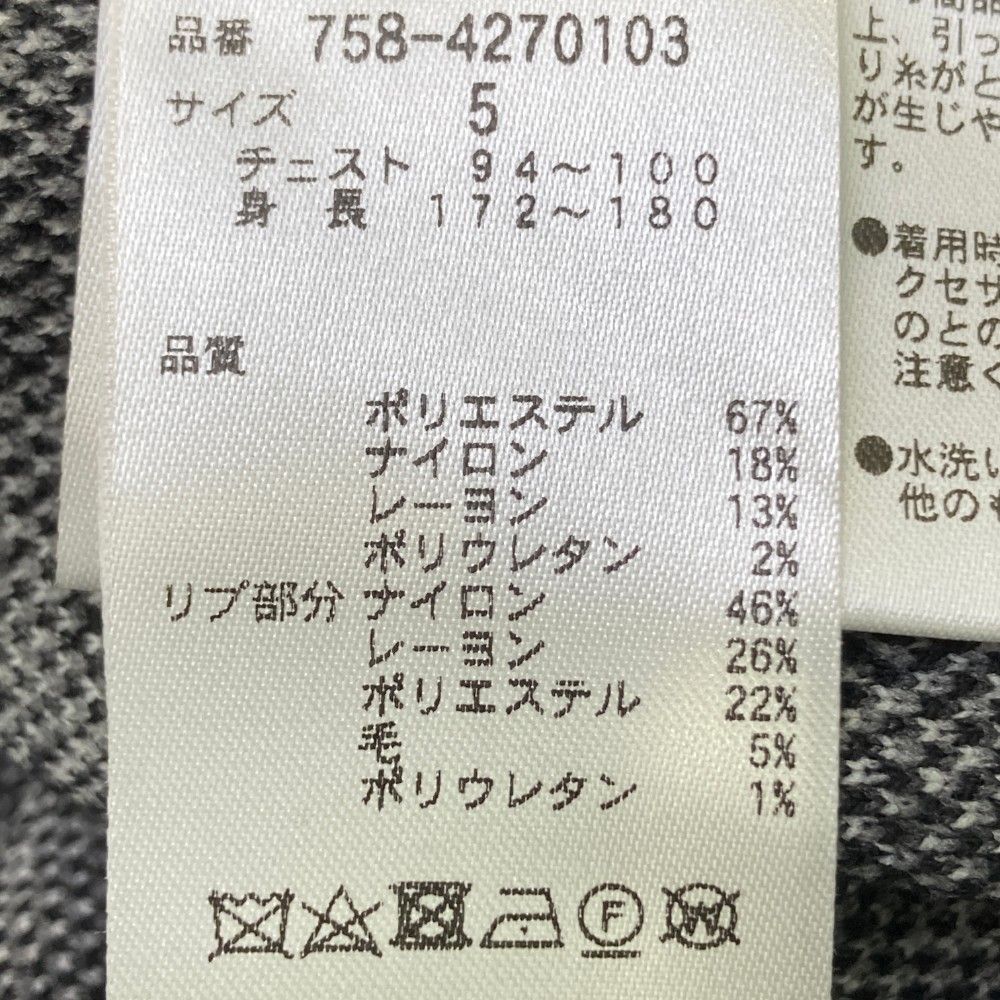 品番 758-4270103
サイズ 5
チェスト 94～100
身 長 172～180
品質
ポリエステル 67%
ナイロン 18%
レーヨン 13%
ポリウレタン 2%
リブ部分 ナイロン 46%
レーヨン 26%
ポリエステル 22%
毛 5%
ポリウレタン 1%
F
W
上、引っ
り糸がと
が生じや
す。
●着用時
クセサ
のとの
注意く
●水洗い
他のも